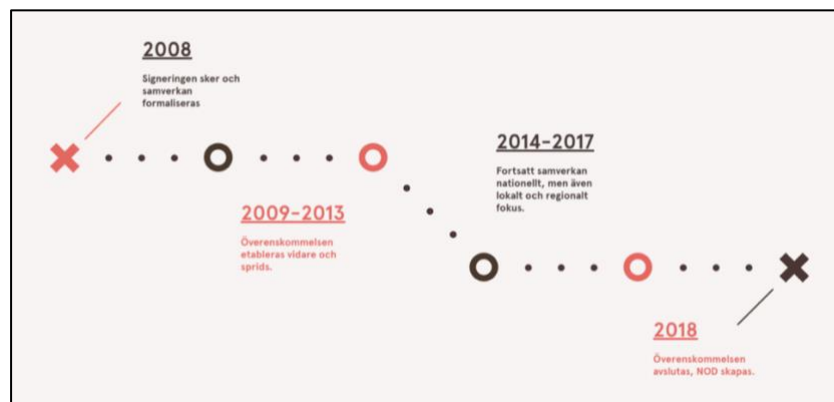 2008
Signeringen sker och
samverkan
formaliseras
2009–2013
Överenskommelsen
etableras vidare och
sprids.
2014–2017
Fortsatt samverkan
nationellt, men även
lokalt och regionalt
fokus.
2018
Överenskommelsen
avslutas, NOD skapas.